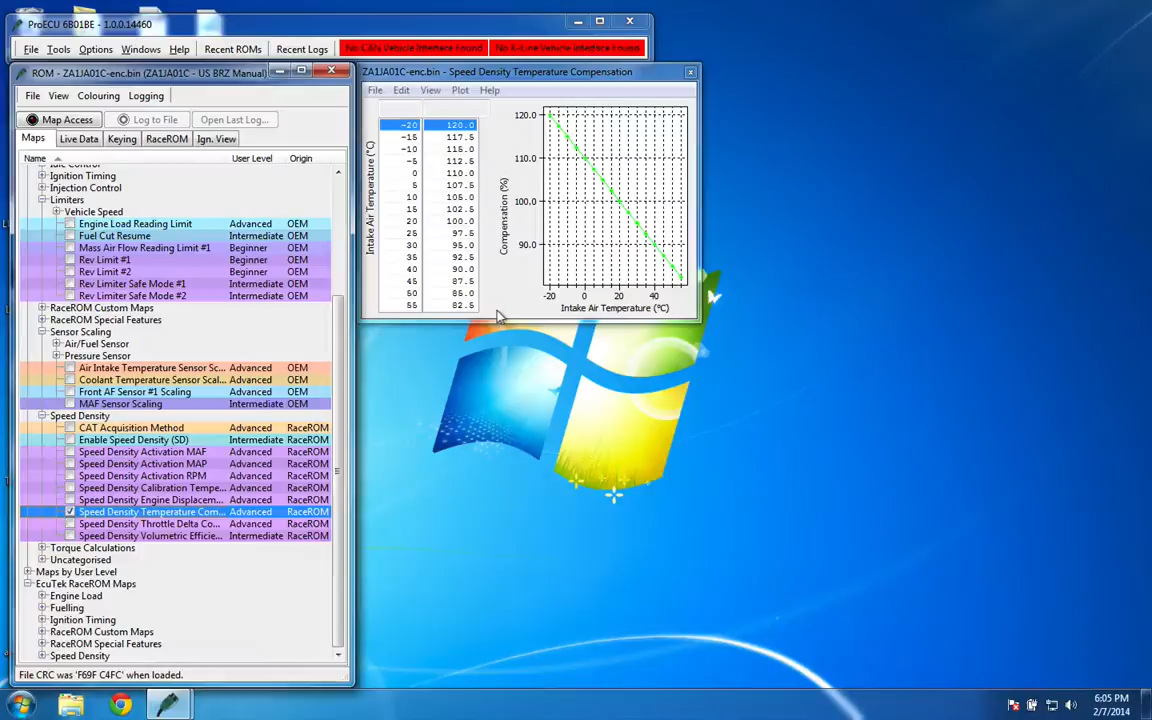 ProECU 6B01BE - 1.0.0.14460
File Tools Options Windows Help Recent ROMs Recent Logs No CAN Vehicle Interface Found No K-Line Vehicle Interface Found
ROM - ZA1JA01C-enc.bin (ZA1JA01C - US BRZ Manual)
File View Colouring Logging
Map Access Log to File Open Last Log...
Maps Live Data Keying RaceROM Ign. View
Name User Level Origin
Idle Control
Ignition Timing
Injection Control
Limiters
Vehicle Speed
Engine Load Reading Limit Advanced OEM
Fuel Cut Resume Intermediate OEM
Mass Air Flow Reading Limit #1 Beginner OEM
Rev Limit #1 Beginner OEM
Rev Limit #2 Beginner OEM
Rev Limiter Safe Mode #1 Intermediate OEM
Rev Limiter Safe Mode #2 Intermediate OEM
RaceROM Custom Maps
RaceROM Special Features
Sensor Scaling
Air/Fuel Sensor
Pressure Sensor
Air Intake Temperature Sensor Sc... Advanced OEM
Coolant Temperature Sensor Scal... Advanced OEM
Front AF Sensor #1 Scaling Advanced OEM
MAF Sensor Scaling Intermediate OEM
Speed Density
CAT Acquisition Method Advanced RaceROM
Enable Speed Density (SD) Intermediate RaceROM
Speed Density Activation MAF Advanced RaceROM
Speed Density Activation MAP Advanced RaceROM
Speed Density Activation RPM Advanced RaceROM
Speed Density Calibration Tempe... Advanced RaceROM
Speed Density Engine Displacem... Advanced RaceROM
Speed Density Temperature Com... Advanced RaceROM
Speed Density Throttle Delta Co... Advanced RaceROM
Speed Density Volumetric Efficie... Intermediate RaceROM
Torque Calculations
Uncategorised
Maps by User Level
EcuTek RaceROM Maps
Engine Load
Fuelling
Ignition Timing
RaceROM Custom Maps
RaceROM Special Features
Speed Density
File CRC was 'F69F C4FC' when loaded.
ZA1JA01C-enc.bin - Speed Density Temperature Compensation
File Edit View Plot Help
Intake Air Temperature (°C)
-20 120.0
-15 117.5
-10 115.0
-5 112.5
0 110.0
5 107.5
10 105.0
15 102.5
20 100.0
25 97.5
30 95.0
35 92.5
40 90.0
45 87.5
50 85.0
55 82.5
Compensation (%)
120.0
110.0
100.0
90.0
-20 0 20 40
Intake Air Temperature (°C)
6:05 PM
2/7/2014